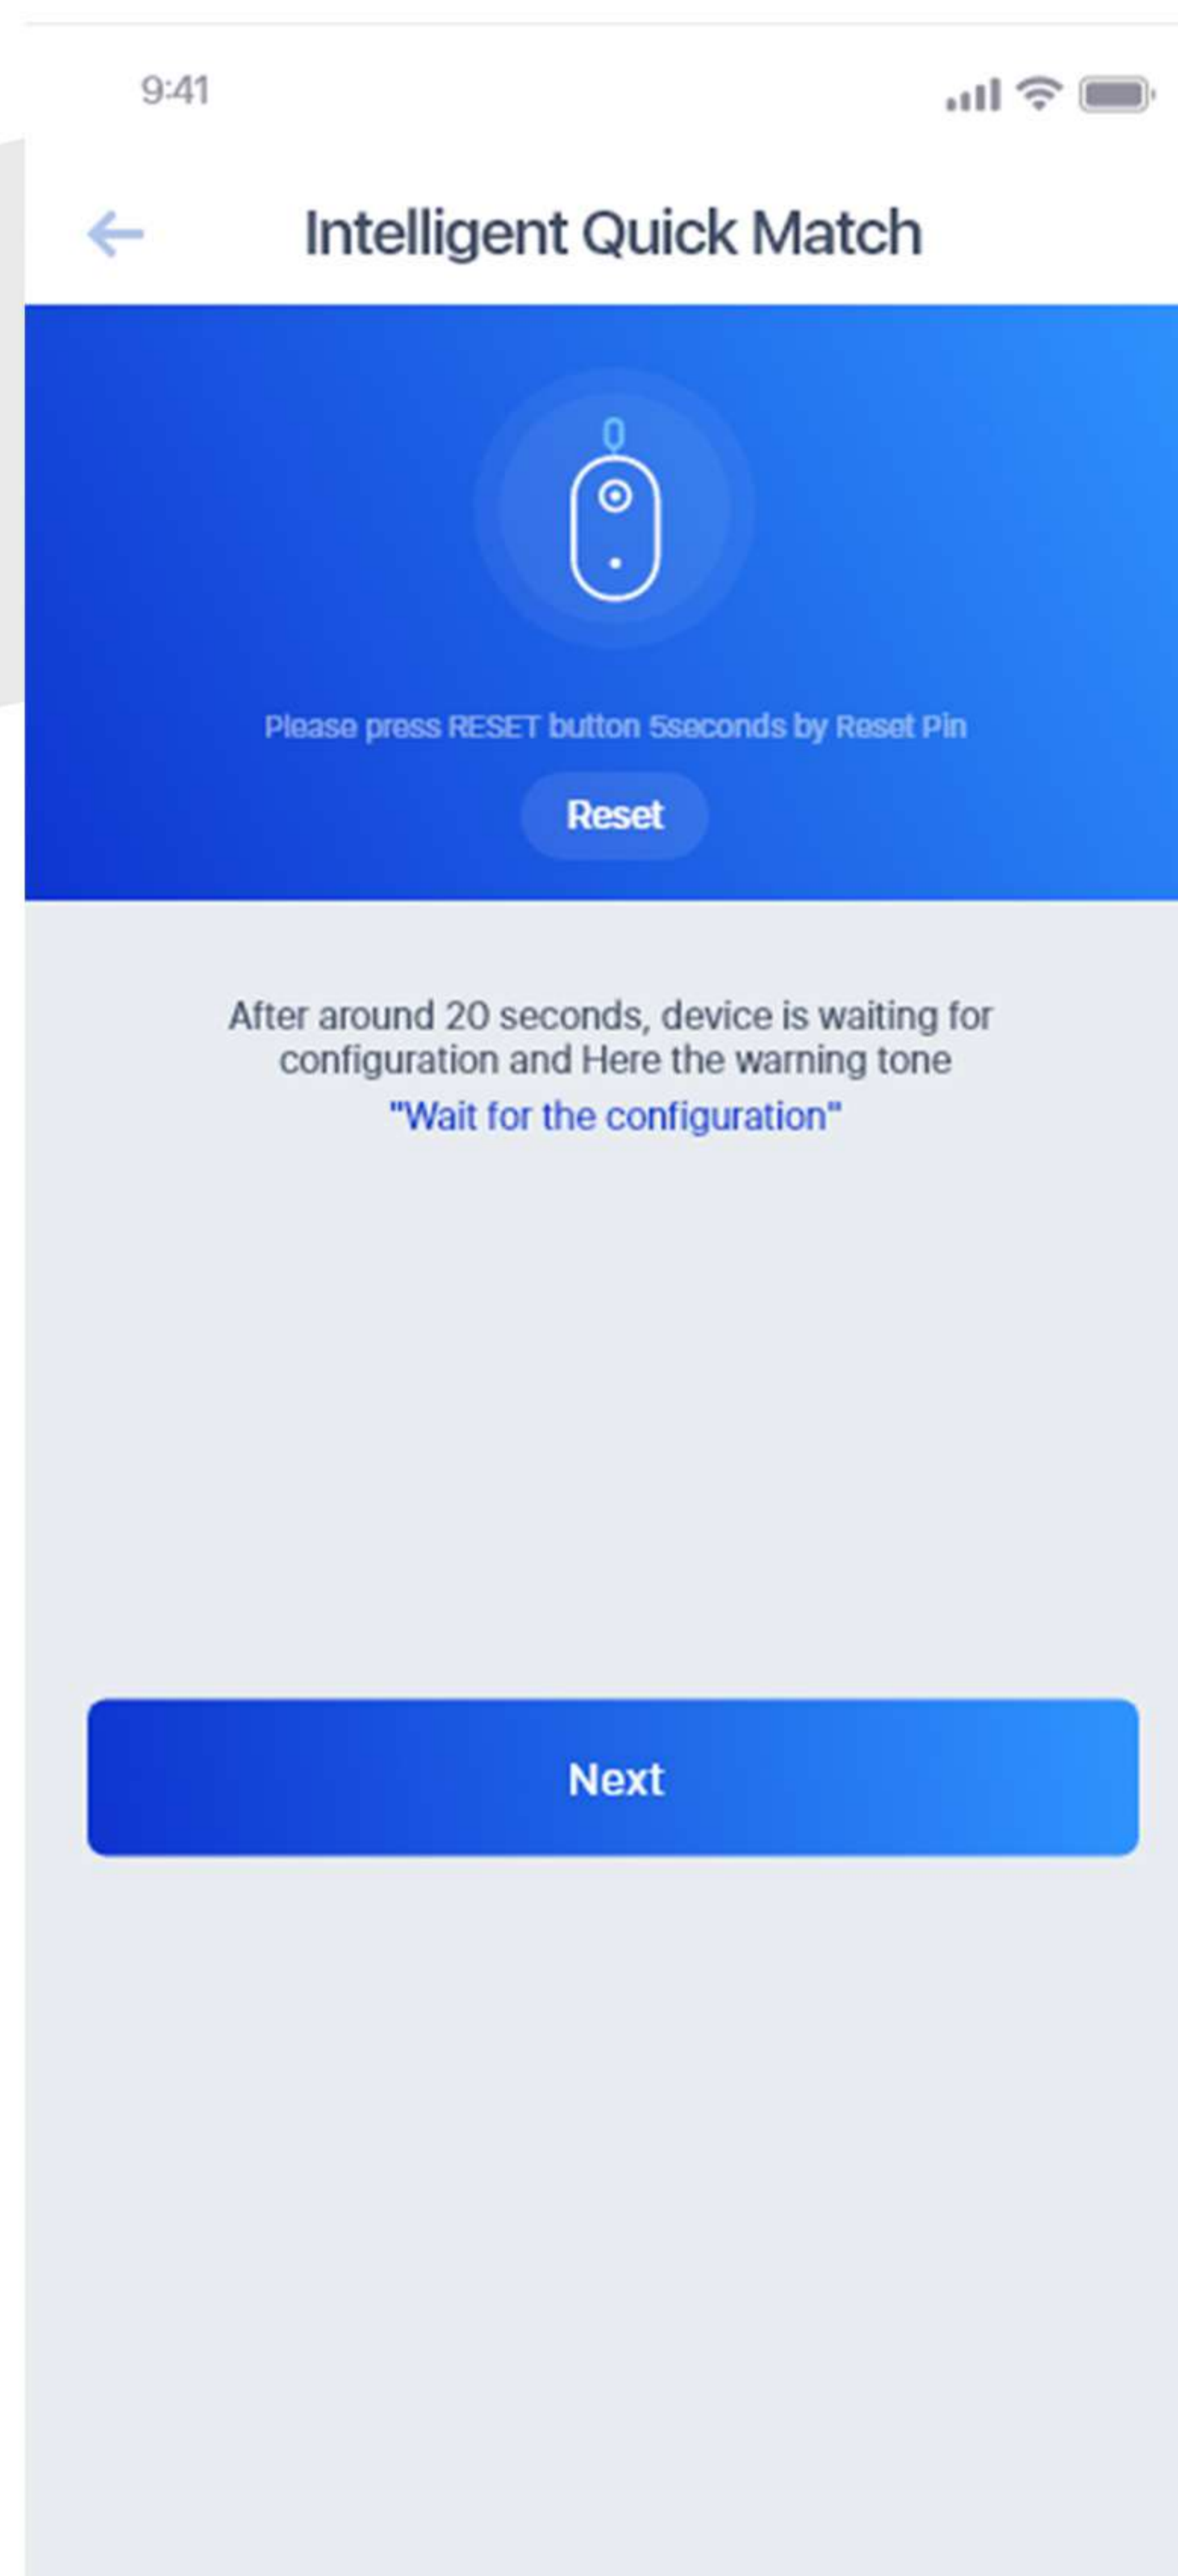 9:41
Intelligent Quick Match
Please press RESET button 5seconds by Reset Pin
Reset
After around 20 seconds, device is waiting for
configuration and Here the warning tone
"Wait for the configuration"
Next